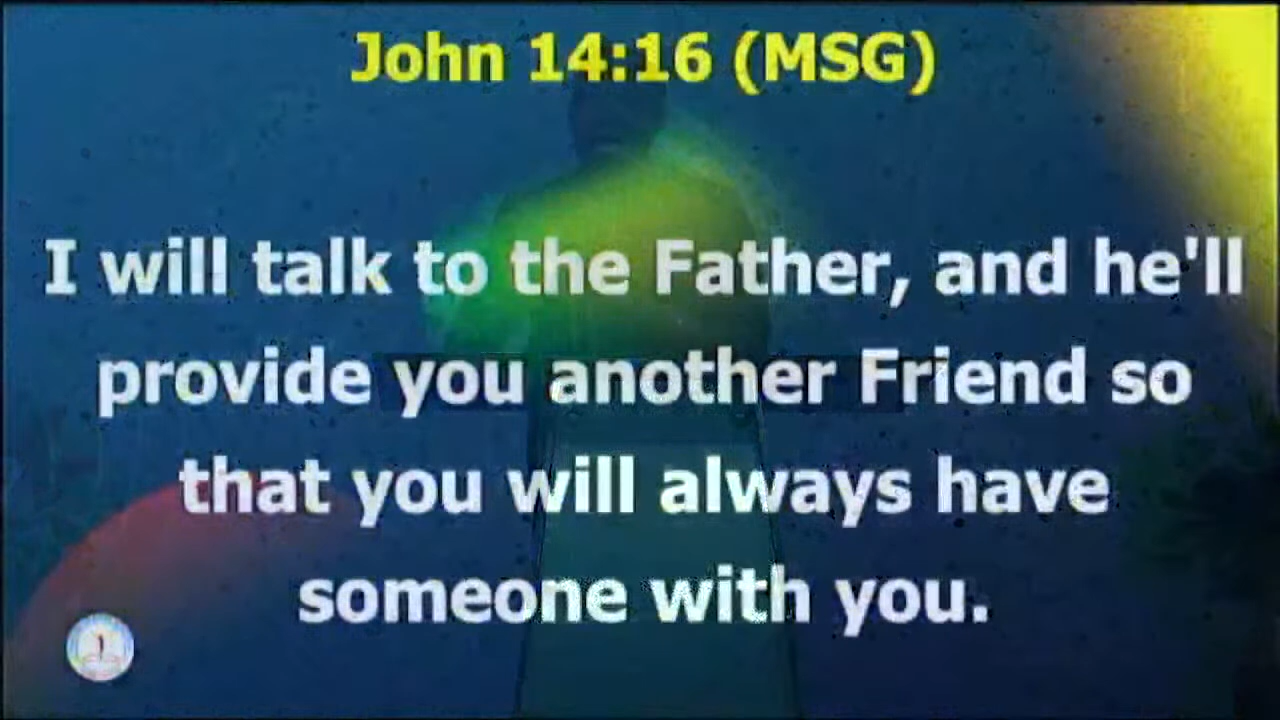 John 14:16 (MSG)
I will talk to the Father, and he'll
provide you another Friend so
that you will always have
someone with you.